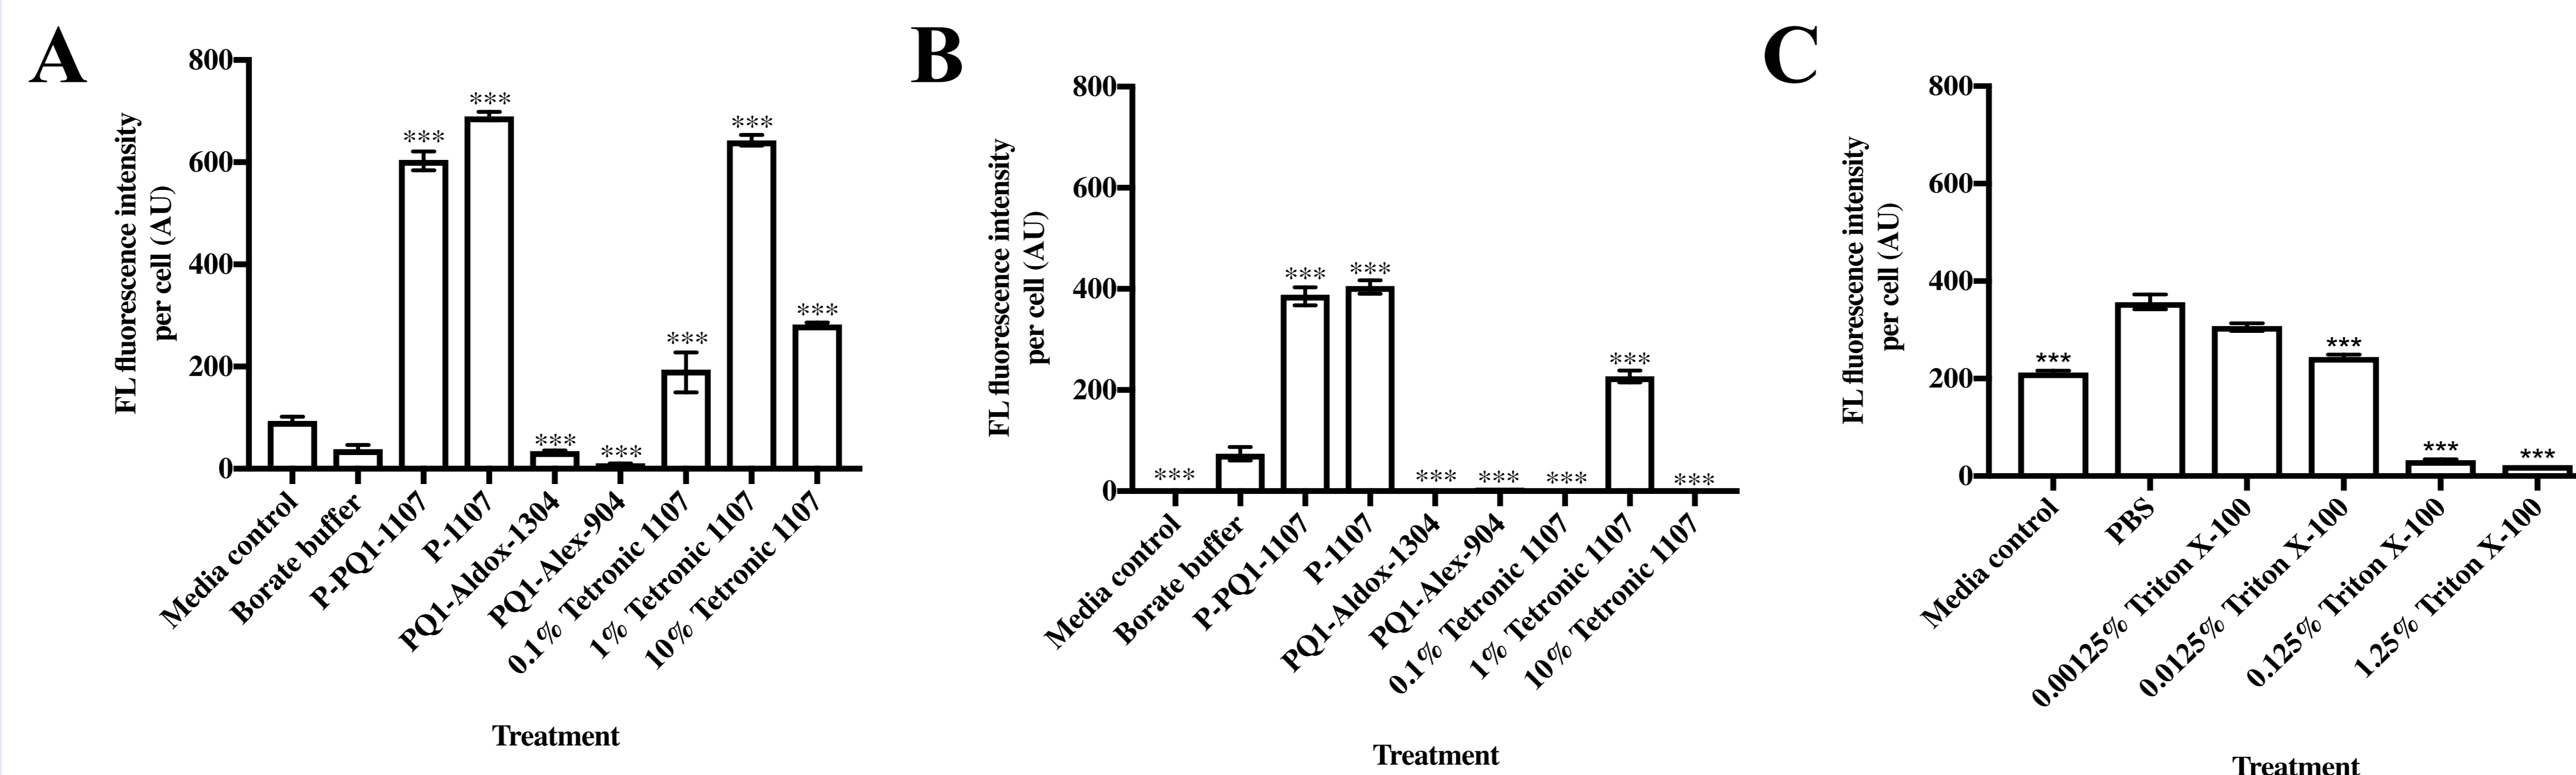 A
FL fluorescence intensity
per cell (AU)
800
600
400
200
0
***
***
***
***
***
***
***
Media control
Borate buffer
P-PQ1-1107
P-1107
PQ1-Aldox-1304
PQ1-Alex-904
0.1% Tetronic 1107
1% Tetronic 1107
10% Tetronic 1107
Treatment
B
FL fluorescence intensity
per cell (AU)
800
600
400
200
0
***
***
***
***
***
***
***
***
Media control
Borate buffer
P-PQ1-1107
P-1107
PQ1-Aldox-1304
PQ1-Alex-904
0.1% Tetronic 1107
1% Tetronic 1107
10% Tetronic 1107
Treatment
C
FL fluorescence intensity
per cell (AU)
800
600
400
200
0
***
***
***
***
Media control
PBS
0.00125% Triton X-100
0.0125% Triton X-100
0.125% Triton X-100
1.25% Triton X-100
Treatment